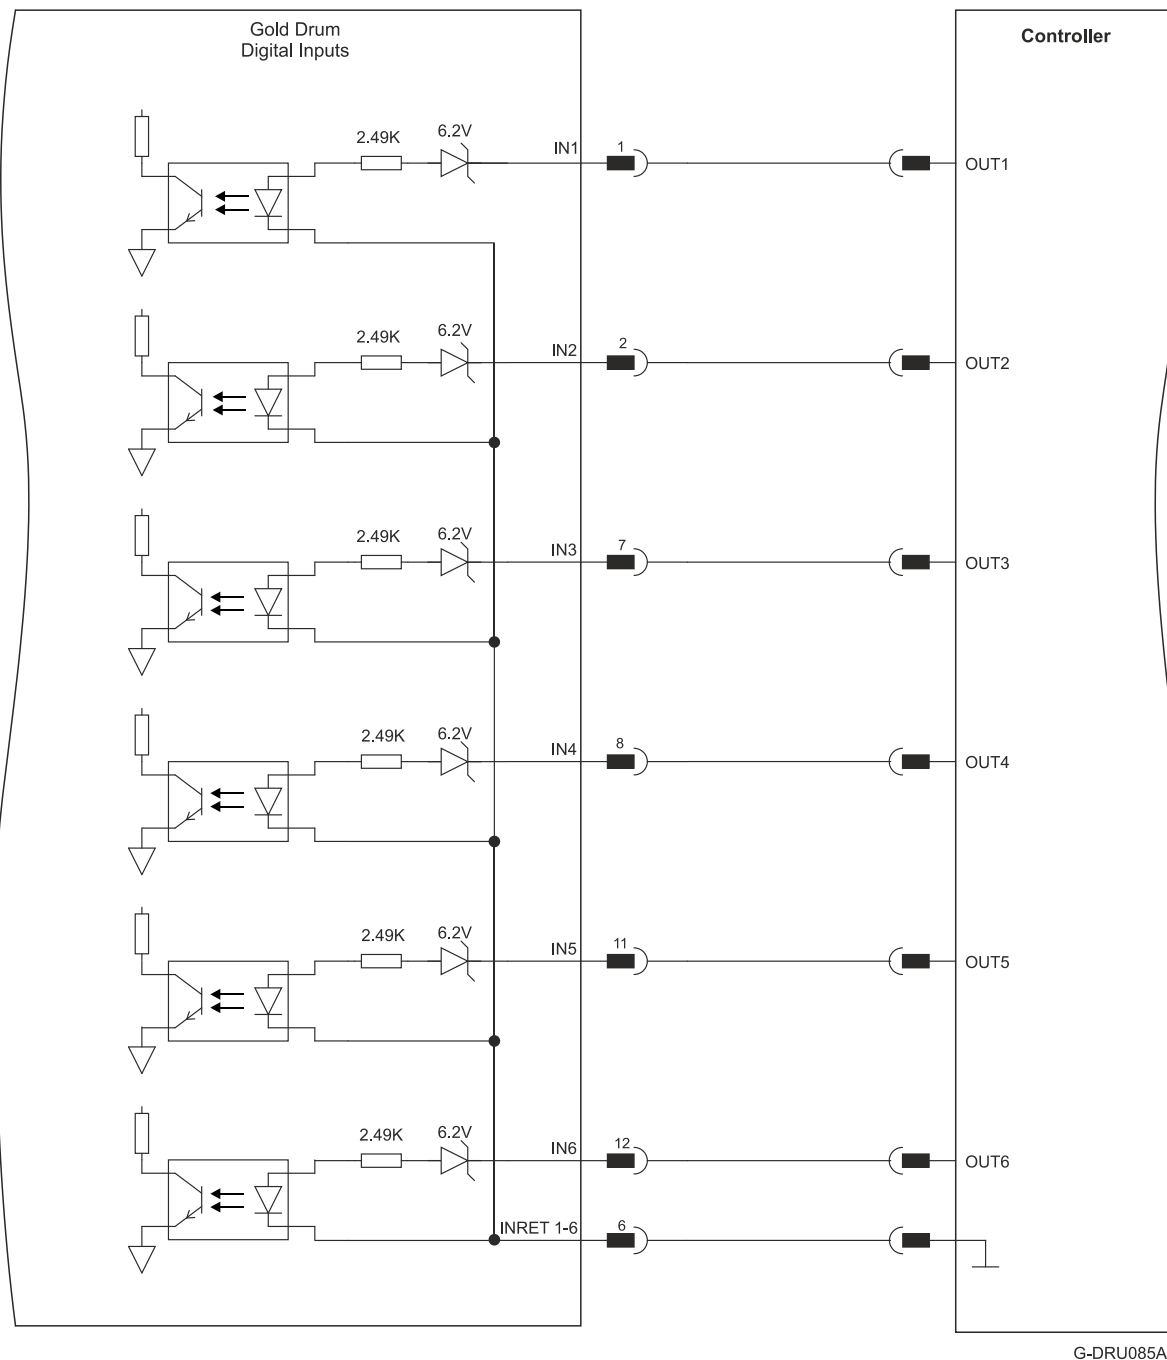 Gold Drum
Digital Inputs
Controller
2.49K
6.2V
IN1
1
OUT1
2.49K
6.2V
IN2
2
OUT2
2.49K
6.2V
IN3
7
OUT3
2.49K
6.2V
IN4
8
OUT4
2.49K
6.2V
IN5
11
OUT5
2.49K
6.2V
IN6
12
OUT6
INRET 1-6
6
G-DRU085A